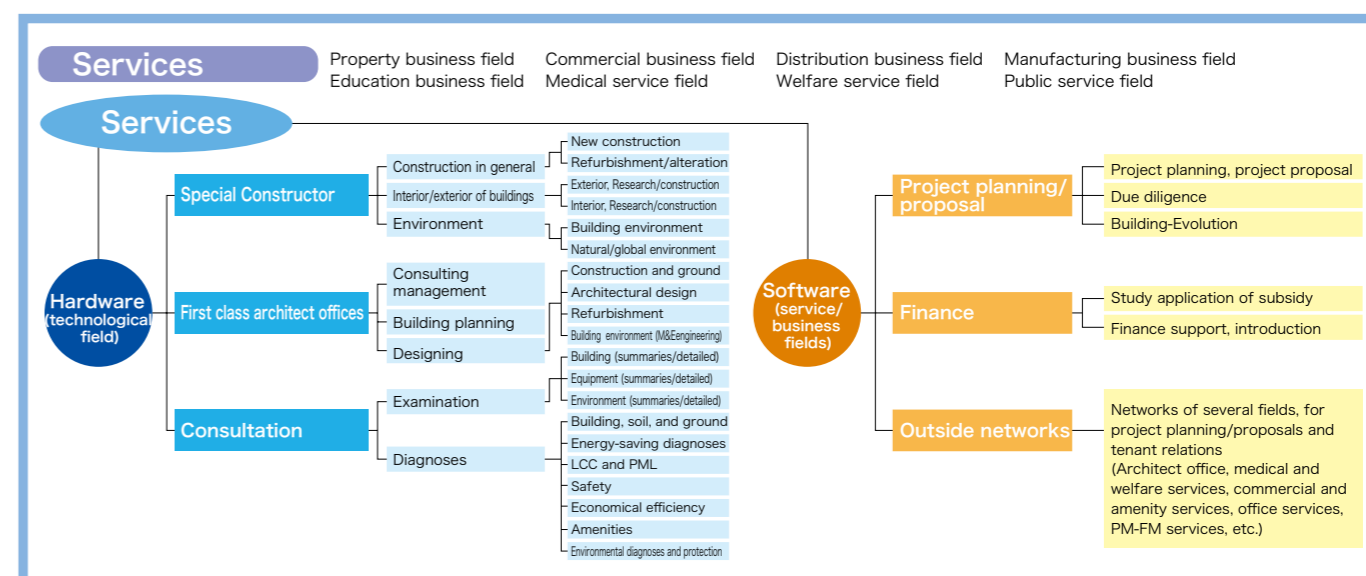 Services
Property business field Commercial business field Distribution business field Manufacturing business field
Education business field Medical service field Welfare service field Public service field
Services
Hardware
(technological
field)
Special Constructor
Construction in general
New construction
Refurbishment/alteration
Interior/exterior of buildings
Exterior, Research/construction
Interior, Research/construction
Environment
Building environment
Natural/global environment
First class architect offices
Consulting
management
Building planning
Designing
Construction and ground
Architectural design
Refurbishment
Building environment (M&Eengineering)
Consultation
Examination
Building (summaries/detailed)
Equipment (summaries/detailed)
Environment (summaries/detailed)
Diagnoses
Building, soil, and ground
Energy-saving diagnoses
LCC and PML
Safety
Economical efficiency
Amenities
Environmental diagnoses and protection
Software
(service/
business
fields)
Project planning/
proposal
Project planning, project proposal
Due diligence
Building-Evolution
Finance
Study application of subsidy
Finance support, introduction
Outside networks
Networks of several fields, for
project planning/proposals and
tenant relations
(Architect office, medical and
welfare services, commercial and
amenity services, office services,
PM-FM services, etc.)